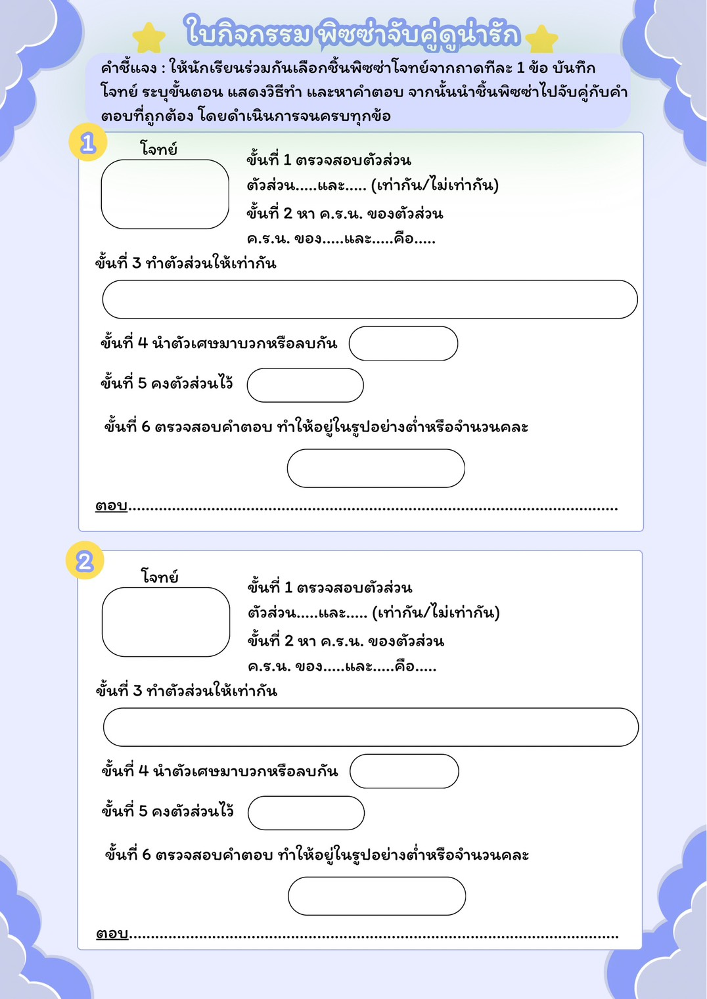 ใบกิจกรรม พิซซ่าจับคู่ดูน่ารัก
คำชี้แจง : ให้นักเรียนร่วมกันเลือกชิ้นพิซซ่าโจทย์จากถาดทีละ 1 ข้อ บันทึก
โจทย์ ระบุขั้นตอน แสดงวิธีทำ และหาคำตอบ จากนั้นนำชิ้นพิซซ่าไปจับคู่กับคำ
ตอบที่ถูกต้อง โดยดำเนินการจนครบทุกข้อ
1
โจทย์
ขั้นที่ 1 ตรวจสอบตัวส่วน
ตัวส่วน.....และ..... (เท่ากัน/ไม่เท่ากัน)
ขั้นที่ 2 หา ค.ร.น. ของตัวส่วน
ค.ร.น. ของ.....และ.....คือ.....
ขั้นที่ 3 ทำตัวส่วนให้เท่ากัน
ขั้นที่ 4 นำตัวเศษมาบวกหรือลบกัน
ขั้นที่ 5 คงตัวส่วนไว้
ขั้นที่ 6 ตรวจสอบคำตอบ ทำให้อยู่ในรูปอย่างต่ำหรือจำนวนคละ
ตอบ................................................................................................................
2
โจทย์
ขั้นที่ 1 ตรวจสอบตัวส่วน
ตัวส่วน.....และ..... (เท่ากัน/ไม่เท่ากัน)
ขั้นที่ 2 หา ค.ร.น. ของตัวส่วน
ค.ร.น. ของ.....และ.....คือ.....
ขั้นที่ 3 ทำตัวส่วนให้เท่ากัน
ขั้นที่ 4 นำตัวเศษมาบวกหรือลบกัน
ขั้นที่ 5 คงตัวส่วนไว้
ขั้นที่ 6 ตรวจสอบคำตอบ ทำให้อยู่ในรูปอย่างต่ำหรือจำนวนคละ
ตอบ................................................................................................................